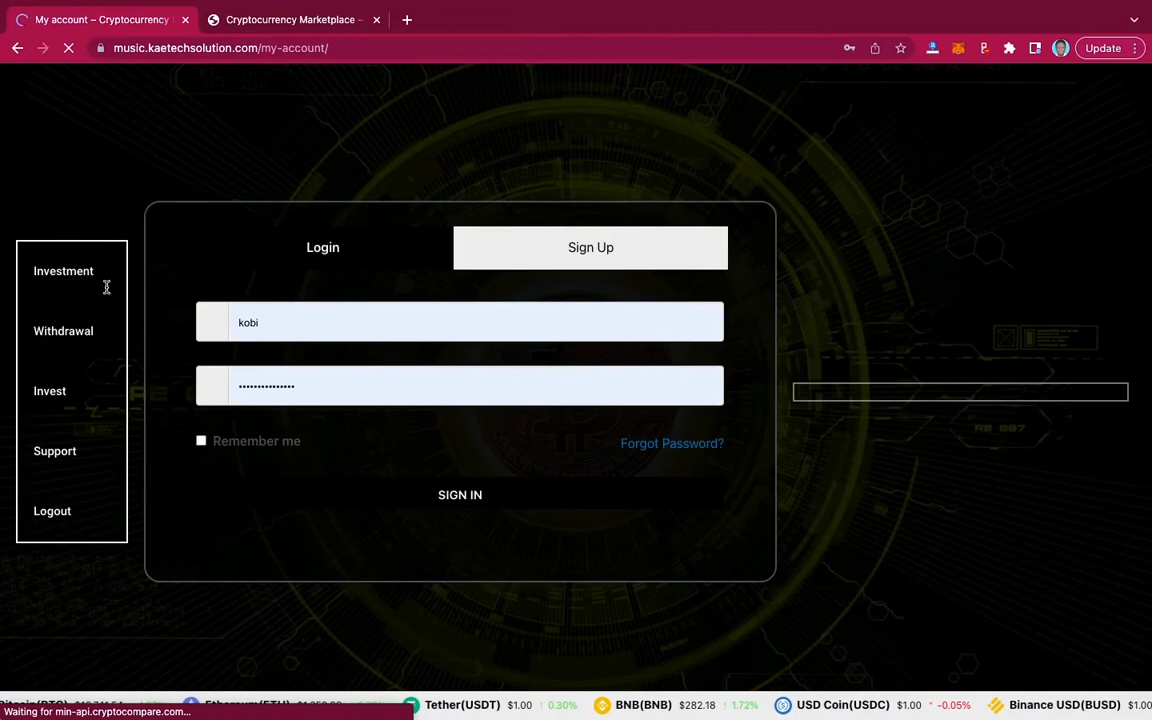 My account – Cryptocurrency
Cryptocurrency Marketplace –
music.kaetechsolution.com/my-account/
Update
Login
Sign Up
Investment
kobi
Withdrawal
Invest
Remember me
Forgot Password?
Support
SIGN IN
Logout
Tether(USDT) $1.00 ↑ 0.30% BNB(BNB) $282.18 ↑ 1.72% USD Coin(USDC) $1.00 -0.05% Binance USD(BUSD) $1.00
Waiting for min-api.cryptocompare.com...